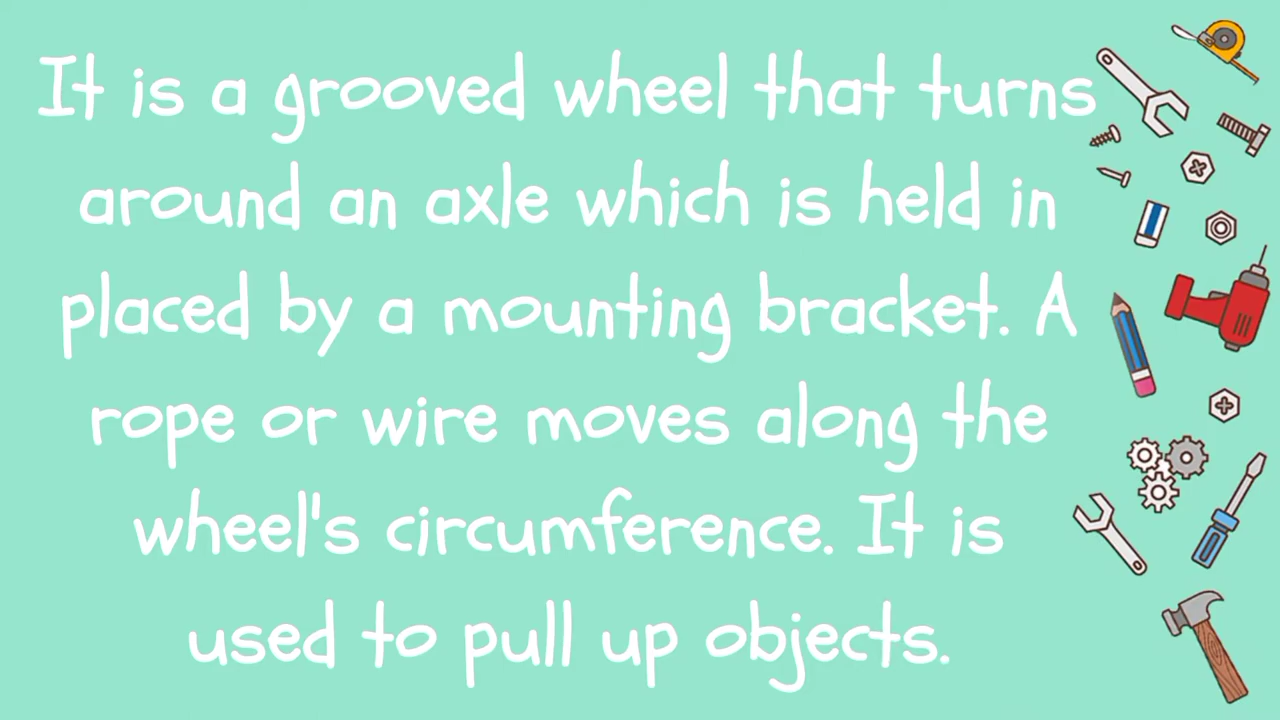 It is a grooved wheel that turns
around an axle which is held in
placed by a mounting bracket. A
rope or wire moves along the
wheel's circumference. It is
used to pull up objects.